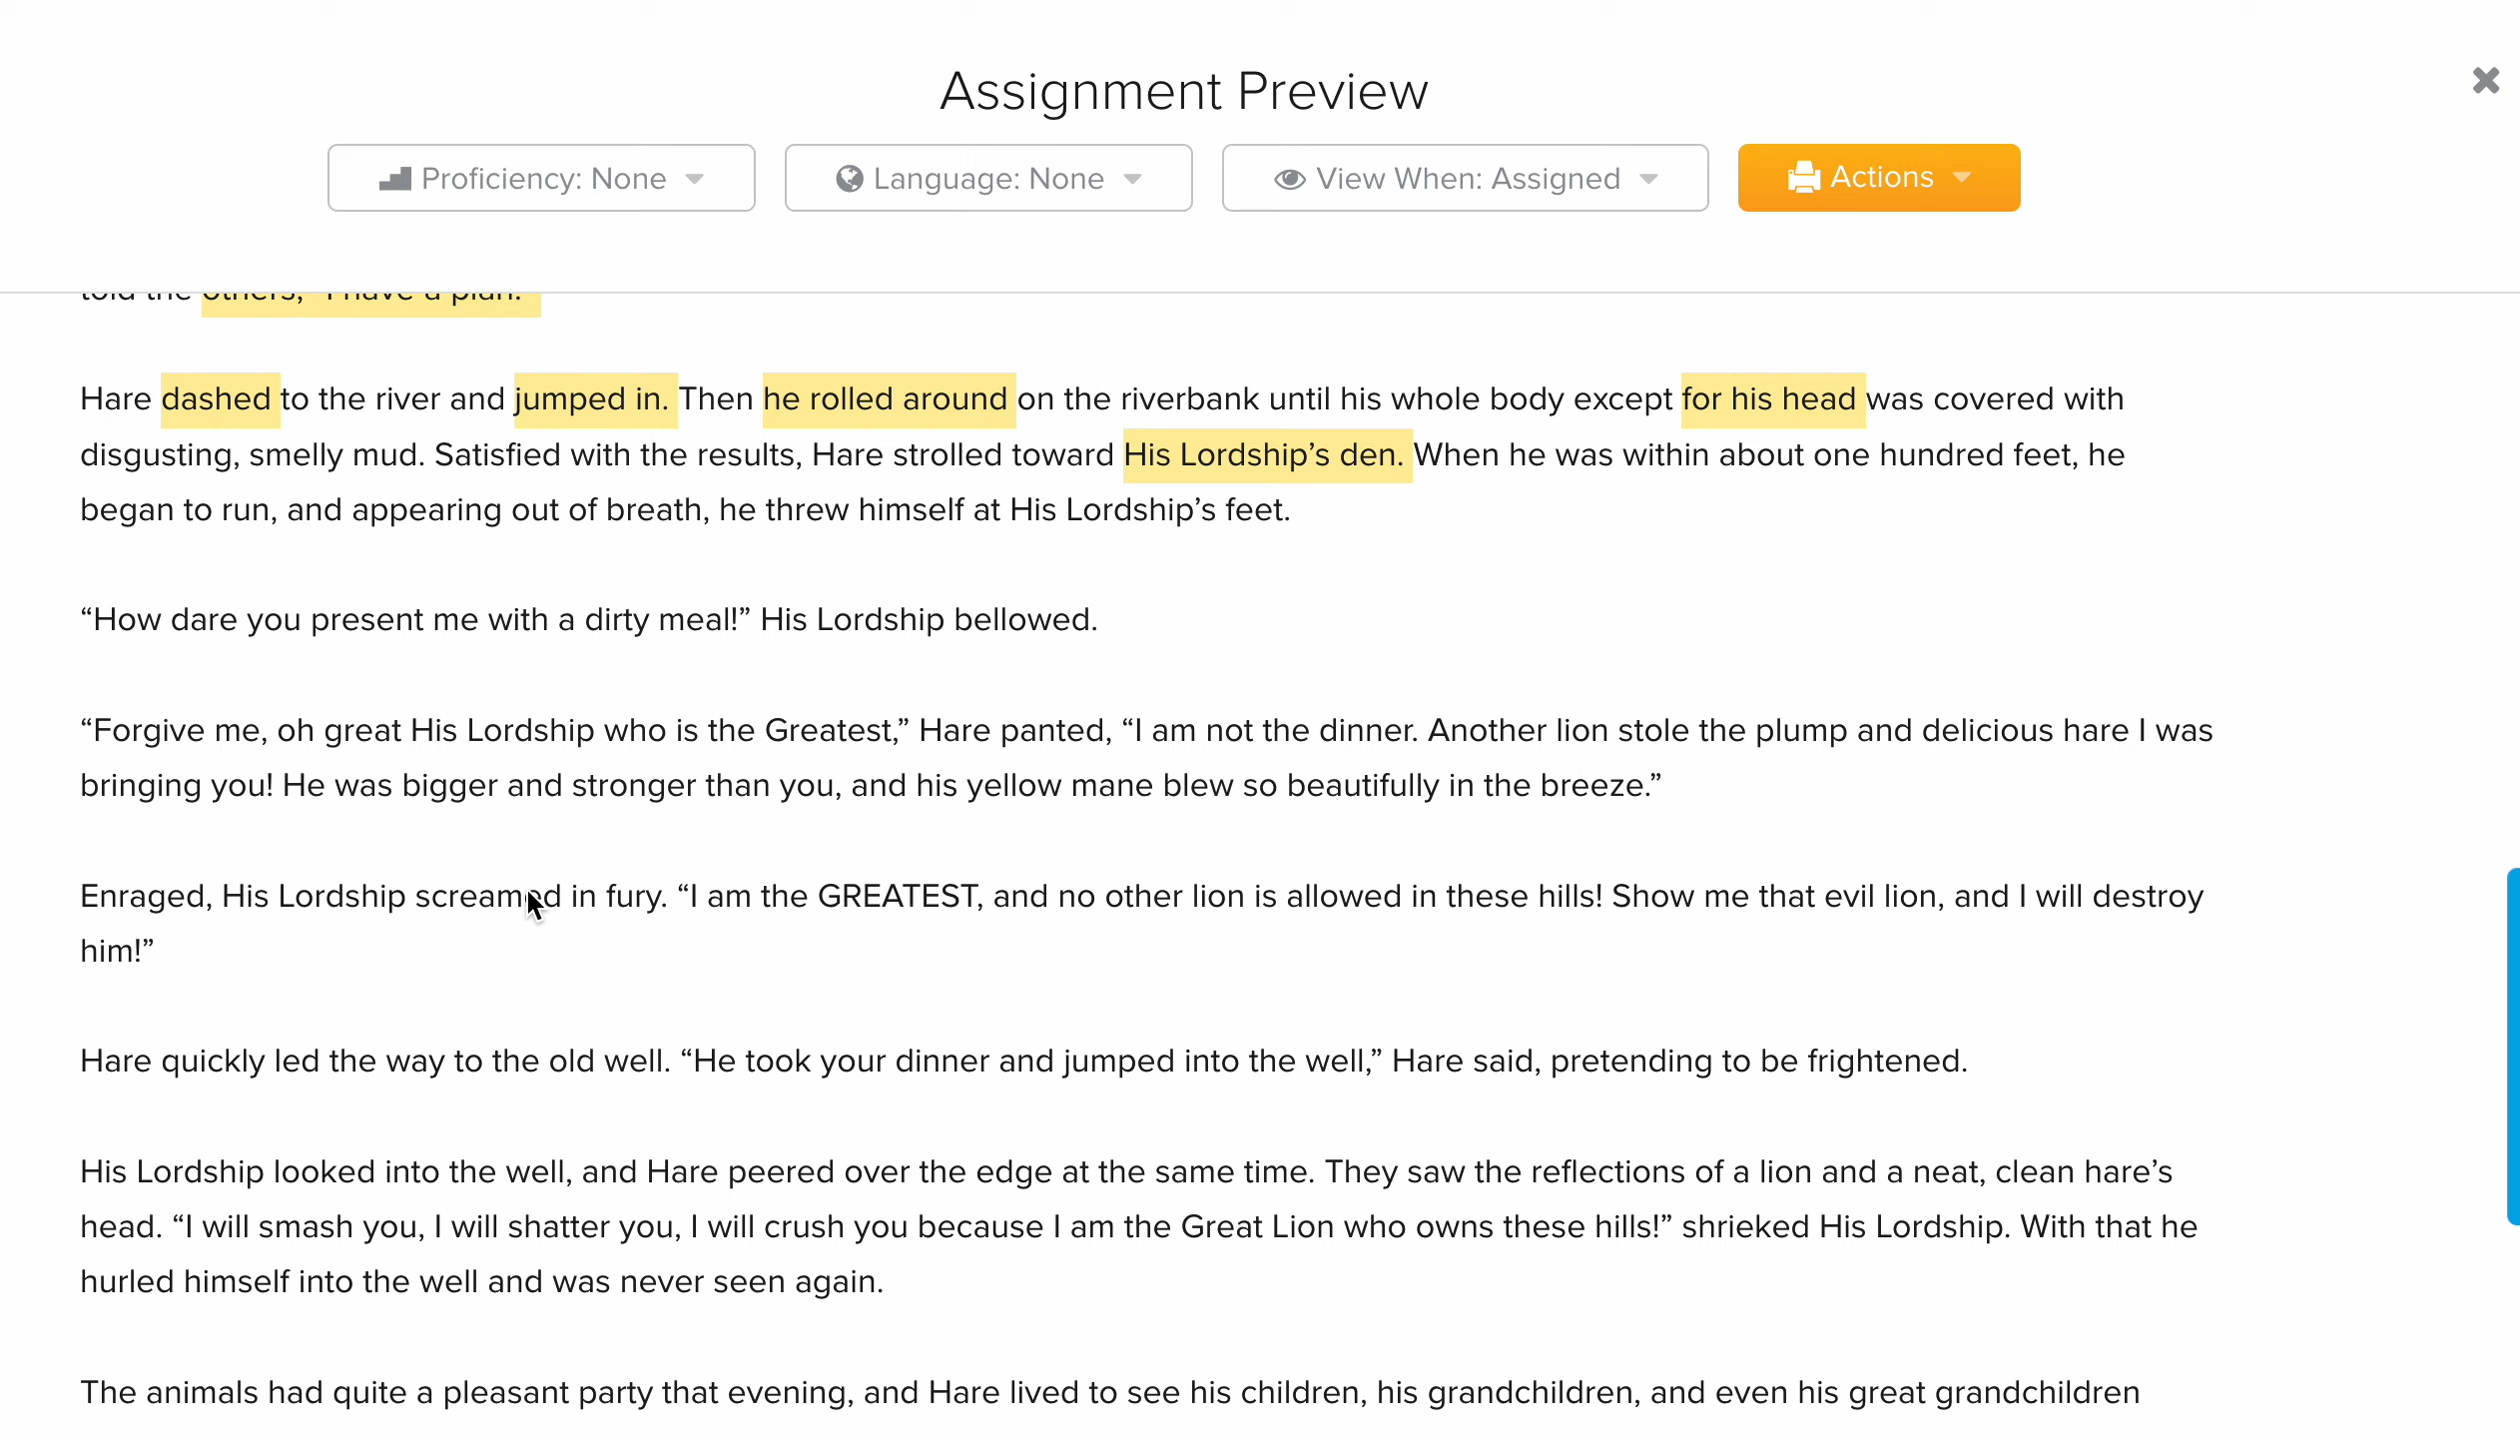 Assignment Preview
Proficiency: None
Language: None
View When: Assigned
Actions
told the others, “I have a plan.”
Hare dashed to the river and jumped in. Then he rolled around on the riverbank until his whole body except for his head was covered with
disgusting, smelly mud. Satisfied with the results, Hare strolled toward His Lordship’s den. When he was within about one hundred feet, he
began to run, and appearing out of breath, he threw himself at His Lordship’s feet.
“How dare you present me with a dirty meal!” His Lordship bellowed.
“Forgive me, oh great His Lordship who is the Greatest,” Hare panted, “I am not the dinner. Another lion stole the plump and delicious hare I was
bringing you! He was bigger and stronger than you, and his yellow mane blew so beautifully in the breeze.”
Enraged, His Lordship screamed in fury. “I am the GREATEST, and no other lion is allowed in these hills! Show me that evil lion, and I will destroy
him!”
Hare quickly led the way to the old well. “He took your dinner and jumped into the well,” Hare said, pretending to be frightened.
His Lordship looked into the well, and Hare peered over the edge at the same time. They saw the reflections of a lion and a neat, clean hare’s
head. “I will smash you, I will shatter you, I will crush you because I am the Great Lion who owns these hills!” shrieked His Lordship. With that he
hurled himself into the well and was never seen again.
The animals had quite a pleasant party that evening, and Hare lived to see his children, his grandchildren, and even his great grandchildren